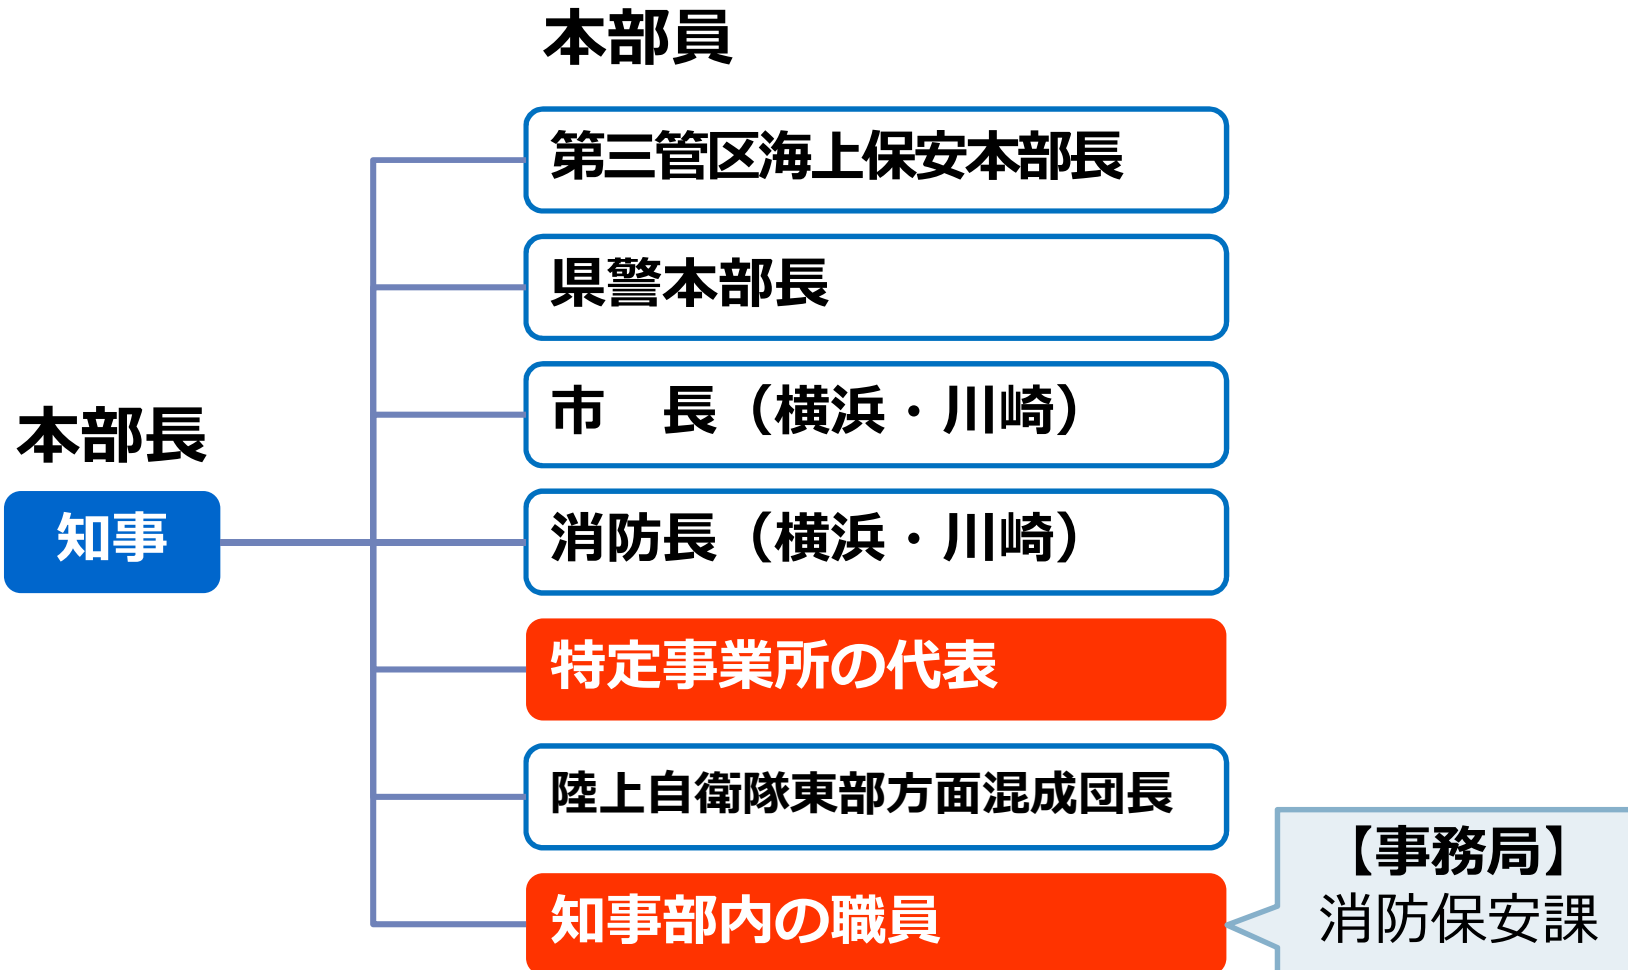 本部員
第三管区海上保安本部長
県警本部長
市　長（横浜・川崎）
本部長
知事
消防長（横浜・川崎）
特定事業所の代表
陸上自衛隊東部方面混成団長
知事部内の職員
【事務局】
消防保安課